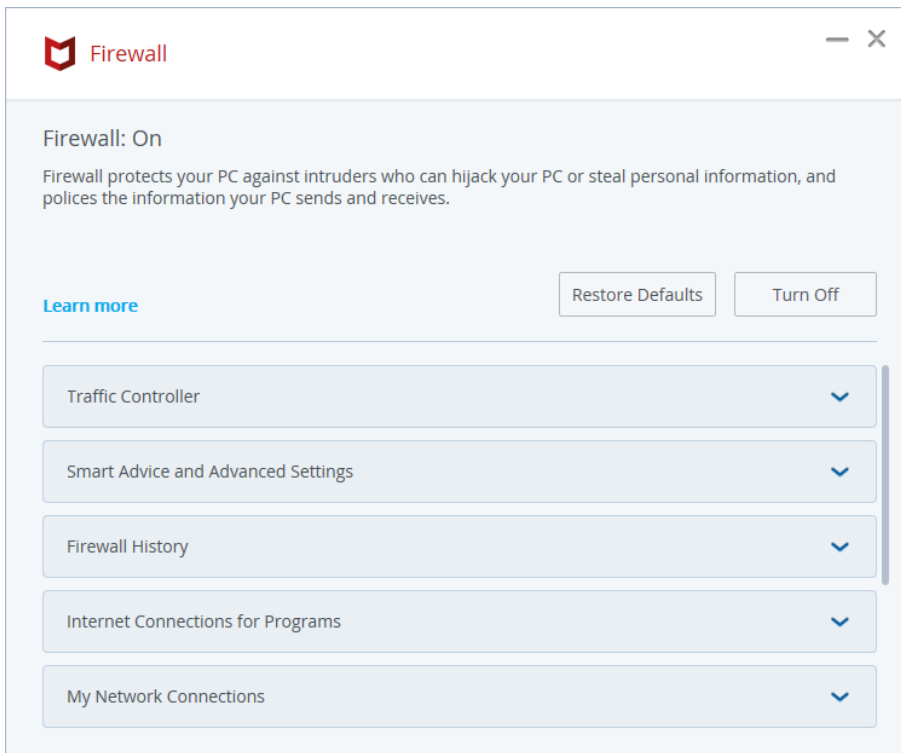 Firewall
Firewall: On
Firewall protects your PC against intruders who can hijack your PC or steal personal information, and
polices the information your PC sends and receives.
Learn more
Restore Defaults
Turn Off
Traffic Controller
Smart Advice and Advanced Settings
Firewall History
Internet Connections for Programs
My Network Connections